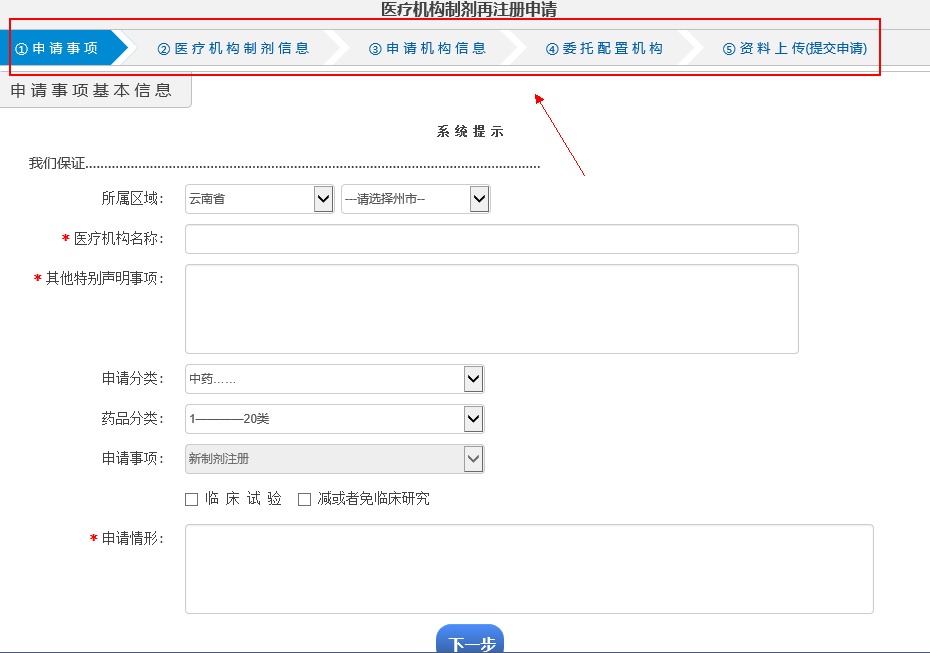 医疗机构制剂再注册申请
①申请事项 ②医疗机构制剂信息 ③申请机构信息 ④委托配置机构 ⑤资料上传(提交申请)
申请事项基本信息
系统提示
我们保证................................................................................................................
所属区域: 云南省 ---请选择州市--
*医疗机构名称:
*其他特别声明事项:
申请分类: 中药……
药品分类: 1————20类
申请事项: 新制剂注册
临床试验 减或者免临床研究
*申请情形:
下一步